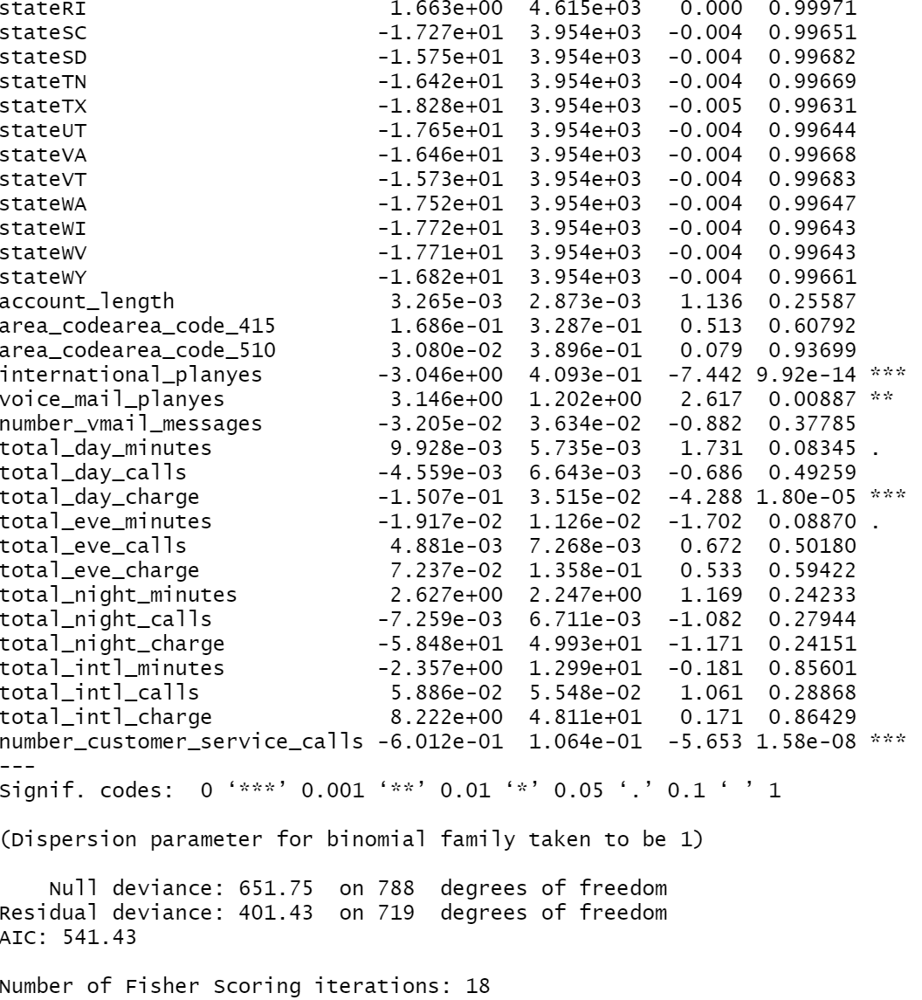 stateRI 1.663e+00 4.615e+03 0.000 0.99971
stateSC -1.727e+01 3.954e+03 -0.004 0.99651
stateSD -1.575e+01 3.954e+03 -0.004 0.99682
stateTN -1.642e+01 3.954e+03 -0.004 0.99669
stateTX -1.828e+01 3.954e+03 -0.005 0.99631
stateUT -1.765e+01 3.954e+03 -0.004 0.99644
stateVA -1.646e+01 3.954e+03 -0.004 0.99668
stateVT -1.573e+01 3.954e+03 -0.004 0.99683
stateWA -1.752e+01 3.954e+03 -0.004 0.99647
stateWI -1.772e+01 3.954e+03 -0.004 0.99643
stateWV -1.771e+01 3.954e+03 -0.004 0.99643
stateWY -1.682e+01 3.954e+03 -0.004 0.99661
account_length 3.265e-03 2.873e-03 1.136 0.25587
area_codearea_code_415 1.686e-01 3.287e-01 0.513 0.60792
area_codearea_code_510 3.080e-02 3.896e-01 0.079 0.93699
international_planyes -3.046e+00 4.093e-01 -7.442 9.92e-14 ***
voice_mail_planyes 3.146e+00 1.202e+00 2.617 0.00887 **
number_vmail_messages -3.205e-02 3.634e-02 -0.882 0.37785
total_day_minutes 9.928e-03 5.735e-03 1.731 0.08345 .
total_day_calls -4.559e-03 6.643e-03 -0.686 0.49259
total_day_charge -1.507e-01 3.515e-02 -4.288 1.80e-05 ***
total_eve_minutes -1.917e-02 1.126e-02 -1.702 0.08870 .
total_eve_calls 4.881e-03 7.268e-03 0.672 0.50180
total_eve_charge 7.237e-02 1.358e-01 0.533 0.59422
total_night_minutes 2.627e+00 2.247e+00 1.169 0.24233
total_night_calls -7.259e-03 6.711e-03 -1.082 0.27944
total_night_charge -5.848e+01 4.993e+01 -1.171 0.24151
total_intl_minutes -2.357e+00 1.299e+01 -0.181 0.85601
total_intl_calls 5.886e-02 5.548e-02 1.061 0.28868
total_intl_charge 8.222e+00 4.811e+01 0.171 0.86429
number_customer_service_calls -6.012e-01 1.064e-01 -5.653 1.58e-08 ***
---
Signif. codes: 0 ‘***’ 0.001 ‘**’ 0.01 ‘*’ 0.05 ‘.’ 0.1 ‘ ’ 1
(Dispersion parameter for binomial family taken to be 1)
Null deviance: 651.75 on 788 degrees of freedom
Residual deviance: 401.43 on 719 degrees of freedom
AIC: 541.43
Number of Fisher Scoring iterations: 18